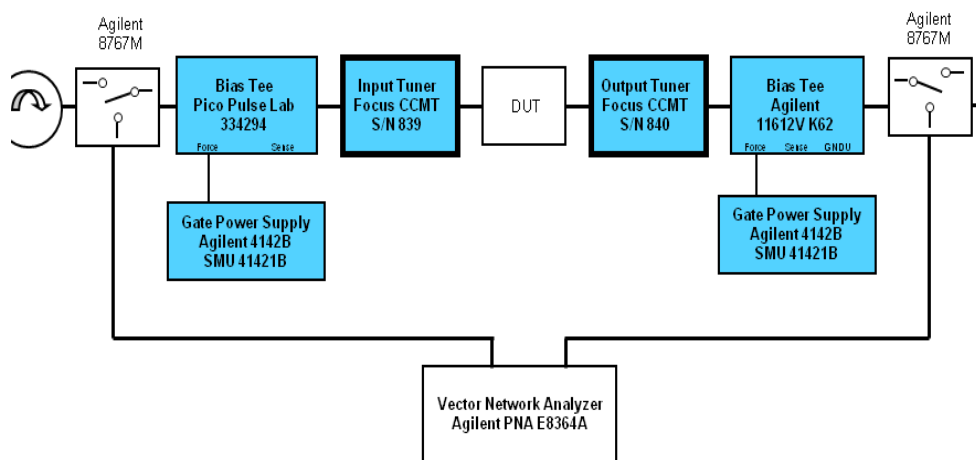 Agilent
8767M
Agilent
8767M
Bias Tee
Pico Pulse Lab
334294
Force Sense
Input Tuner
Focus CCMT
S/N 839
DUT
Output Tuner
Focus CCMT
S/N 840
Bias Tee
Agilent
11612V K62
Force Sense GNDU
Gate Power Supply
Agilent 4142B
SMU 41421B
Gate Power Supply
Agilent 4142B
SMU 41421B
Vector Network Analyzer
Agilent PNA E8364A